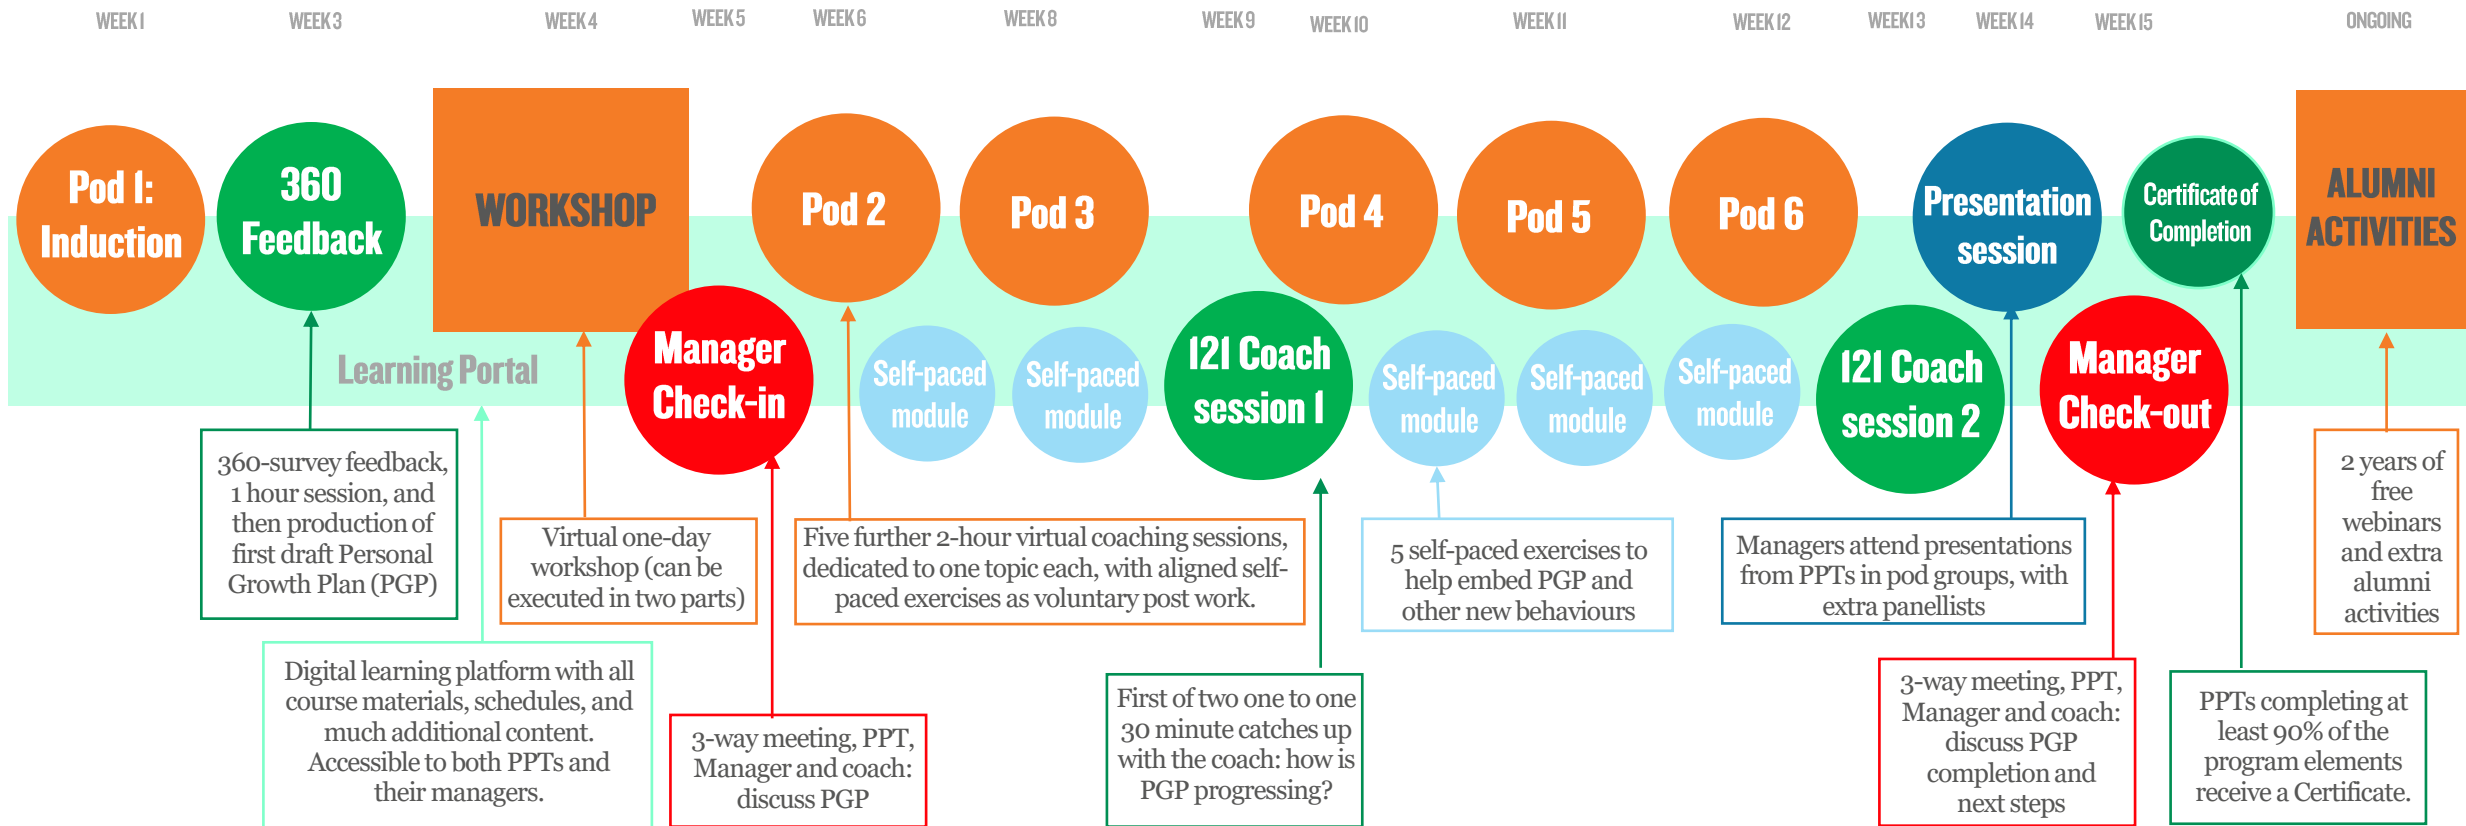 WEEK 1
WEEK 3
WEEK 4
WEEK 5
WEEK 6
WEEK 8
WEEK 9
WEEK 10
WEEK 11
WEEK 12
WEEK 13
WEEK 14
WEEK 15
ONGOING
Pod 1:
Induction
360
Feedback
WORKSHOP
Manager
Check-in
Pod 2
Pod 3
Pod 4
Pod 5
Pod 6
Presentation
session
Certificate of
Completion
ALUMNI
ACTIVITIES
Learning Portal
Self-paced
module
Self-paced
module
121 Coach
session 1
Self-paced
module
Self-paced
module
Self-paced
module
121 Coach
session 2
Manager
Check-out
360-survey feedback,
1 hour session, and
then production of
first draft Personal
Growth Plan (PGP)
Virtual one-day
workshop (can be
executed in two parts)
Five further 2-hour virtual coaching sessions,
dedicated to one topic each, with aligned self-
paced exercises as voluntary post work.
5 self-paced exercises to
help embed PGP and
other new behaviours
Managers attend presentations
from PPTs in pod groups, with
extra panellists
2 years of
free
webinars
and extra
alumni
activities
Digital learning platform with all
course materials, schedules, and
much additional content.
Accessible to both PPTs and
their managers.
3-way meeting, PPT,
Manager and coach:
discuss PGP
First of two one to one
30 minute catches up
with the coach: how is
PGP progressing?
3-way meeting, PPT,
Manager and coach:
discuss PGP
completion and
next steps
PPTs completing at
least 90% of the
program elements
receive a Certificate.